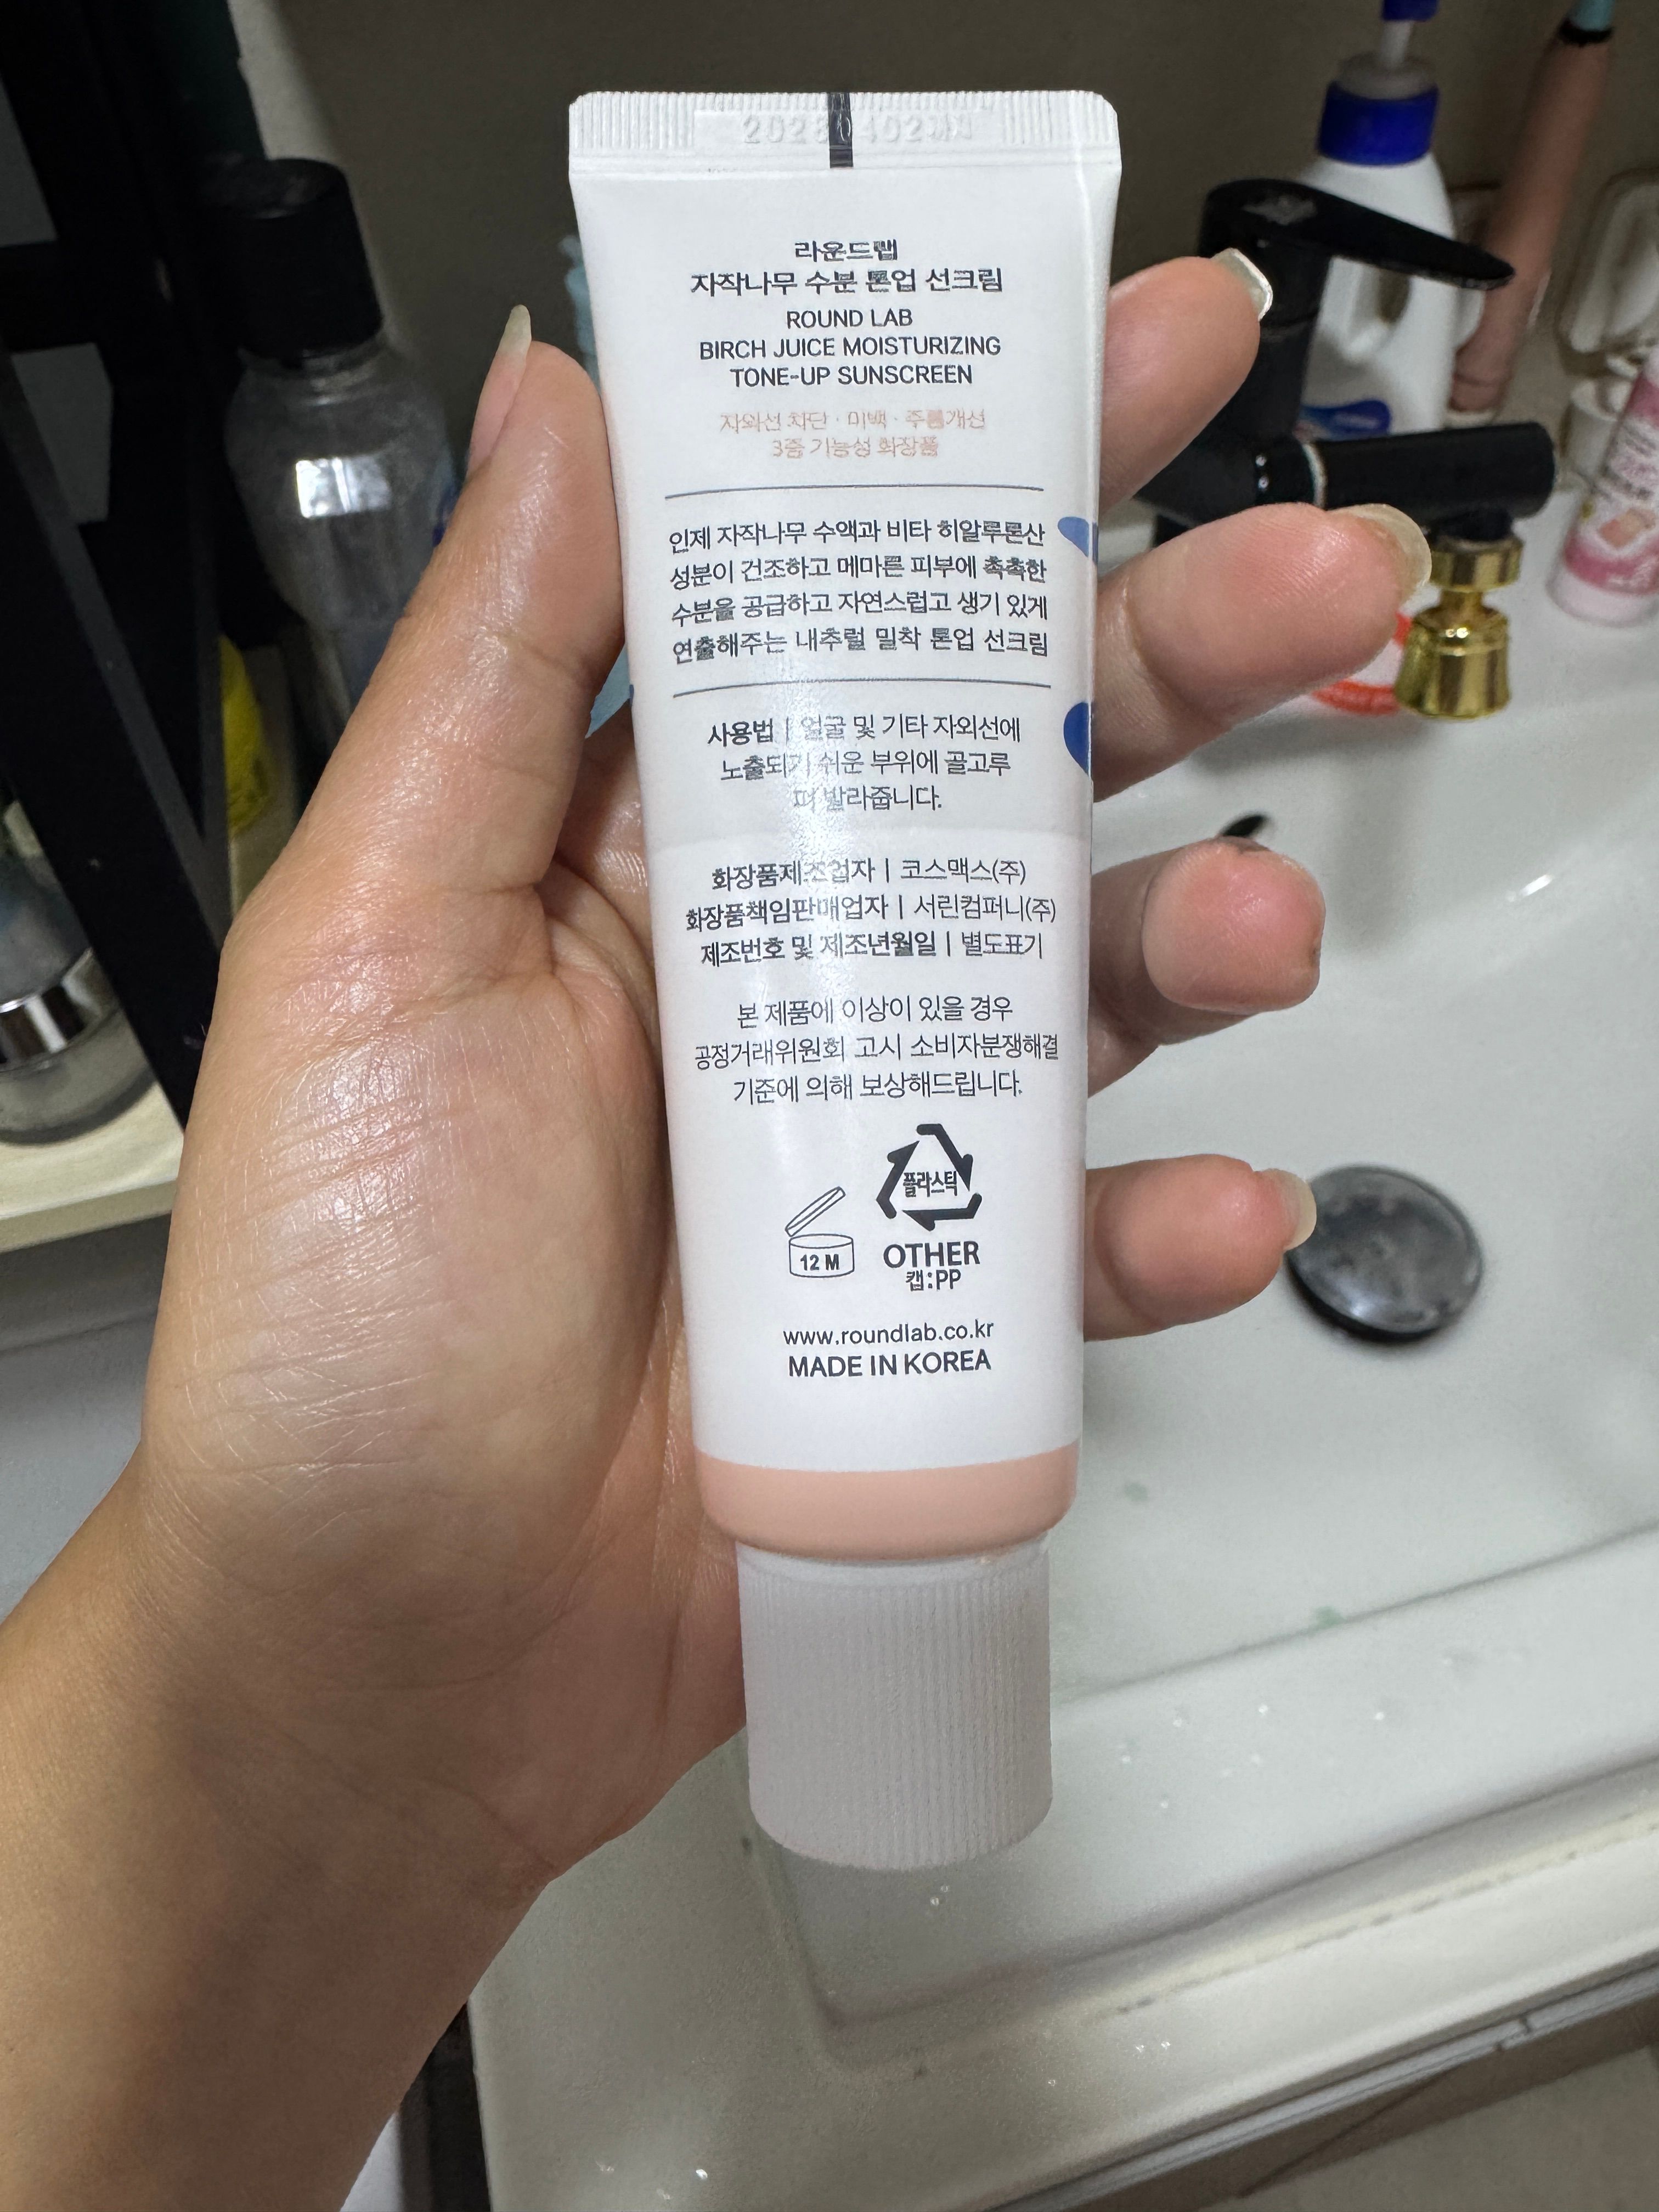 라운드랩
자작나무 수분 톤업 선크림
ROUND LAB
BIRCH JUICE MOISTURIZING
TONE-UP SUNSCREEN
자외선 차단 · 미백 · 주름개선
3중 기능성 화장품
인제 자작나무 수액과 비타 히알루론산
성분이 건조하고 메마른 피부에 촉촉한
수분을 공급하고 자연스럽고 생기 있게
연출해주는 내추럴 밀착 톤업 선크림
사용법 | 얼굴 및 기타 자외선에
노출되기 쉬운 부위에 골고루
펴 발라줍니다.
화장품제조업자 | 코스맥스(주)
화장품책임판매업자 | 서린컴퍼니(주)
제조번호 및 제조년월일 | 별도표기
본 제품에 이상이 있을 경우
공정거래위원회 고시 소비자분쟁해결
기준에 의해 보상해드립니다.
플라스틱
12 M
OTHER
캡:PP
www.roundlab.co.kr
MADE IN KOREA